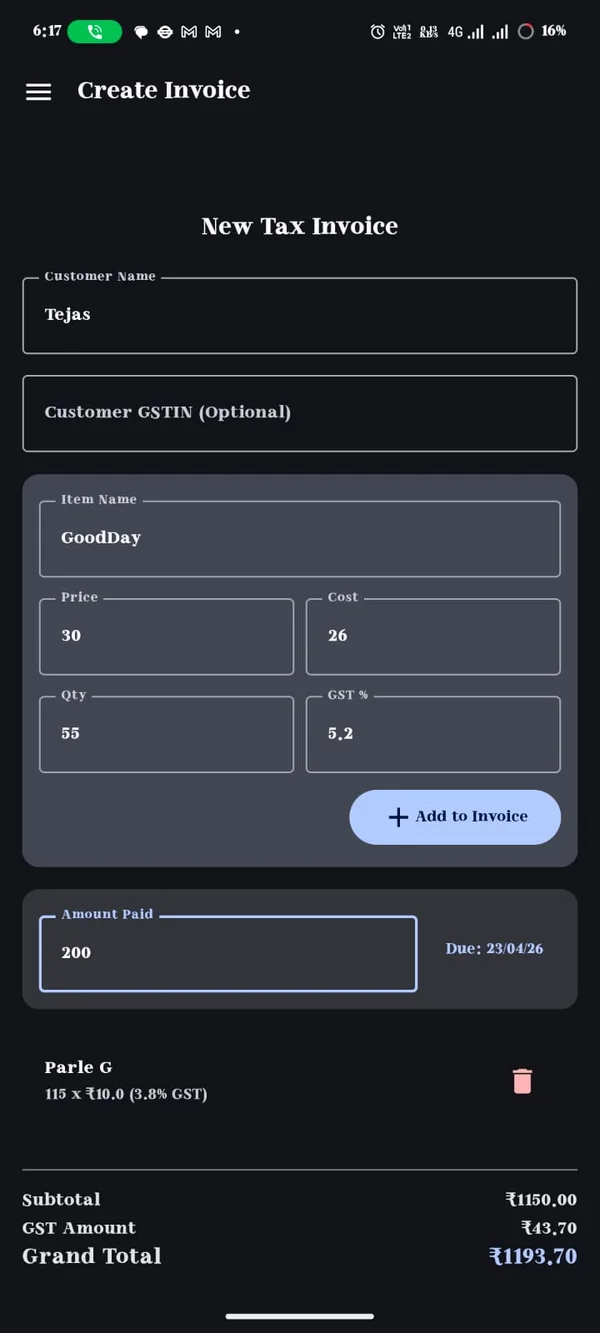 6:17 4G 16%
Create Invoice
New Tax Invoice
Customer Name
Tejas
Customer GSTIN (Optional)
Item Name
GoodDay
Price Cost
30 26
Qty GST %
55 5.2
+ Add to Invoice
Amount Paid
200 Due: 23/04/26
Parle G
115 x ₹10.0 (3.8% GST)
Subtotal ₹1150.00
GST Amount ₹43.70
Grand Total ₹1193.70